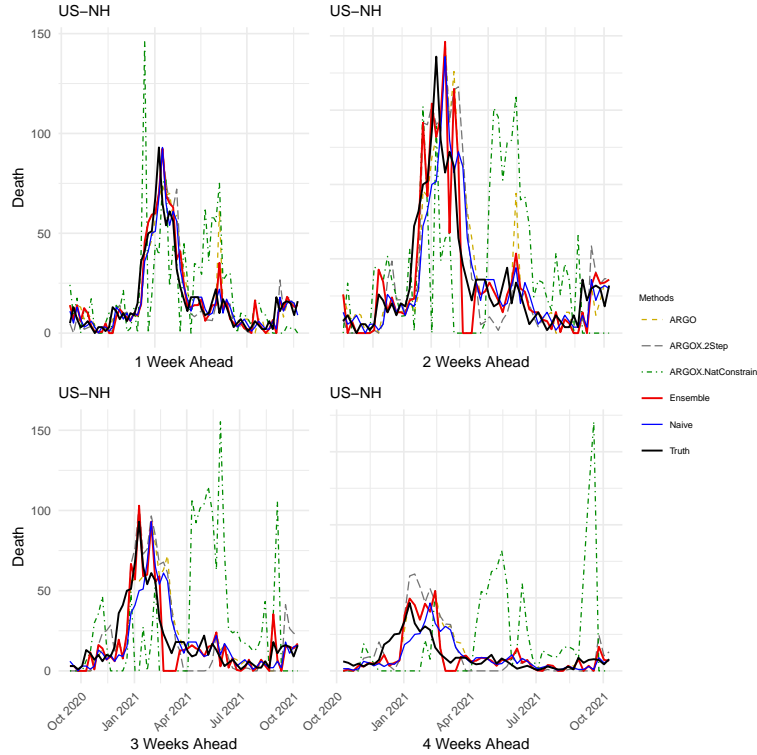 US−NH
US−NH
Death
150
100
50
0
1 Week Ahead
2 Weeks Ahead
Methods
ARGO
ARGOX.2Step
ARGOX.NatConstrain
Ensemble
Naive
Truth
US−NH
US−NH
Death
150
100
50
0
Oct 2020
Jan 2021
Apr 2021
Jul 2021
Oct 2021
Oct 2020
Jan 2021
Apr 2021
Jul 2021
Oct 2021
3 Weeks Ahead
4 Weeks Ahead